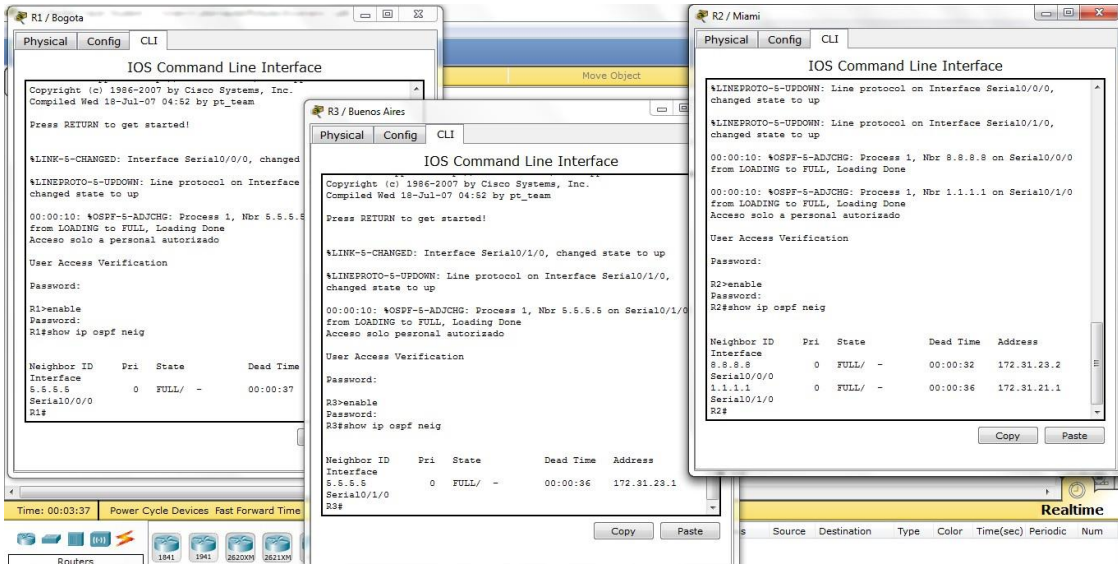 R1 / Bogota
Physical Config CLI
IOS Command Line Interface
Copyright (c) 1986-2007 by Cisco Systems, Inc.
Compiled Wed 18-Jul-07 04:52 by pt_team
Press RETURN to get started!
%LINK-5-CHANGED: Interface Serial0/0/0, changed
%LINEPROTO-5-UPDOWN: Line protocol on Interface
changed state to up
00:00:10: %OSPF-5-ADJCHG: Process 1, Nbr 5.5.5.5
from LOADING to FULL, Loading Done
Acceso solo a personal autorizado
User Access Verification
Password:
R1>enable
Password:
R1#show ip ospf neig
Neighbor ID Pri State Dead Time
Interface
5.5.5.5 0 FULL/ - 00:00:37
Serial0/0/0
R1#
Move Object
R3 / Buenos Aires
Physical Config CLI
IOS Command Line Interface
Copyright (c) 1986-2007 by Cisco Systems, Inc.
Compiled Wed 18-Jul-07 04:52 by pt_team
Press RETURN to get started!
%LINK-5-CHANGED: Interface Serial0/1/0, changed state to up
%LINEPROTO-5-UPDOWN: Line protocol on Interface Serial0/1/0,
changed state to up
00:00:10: %OSPF-5-ADJCHG: Process 1, Nbr 5.5.5.5 on Serial0/1/0
from LOADING to FULL, Loading Done
Acceso solo pesronal autorizado
User Access Verification
Password:
R3>enable
Password:
R3#show ip ospf neig
Neighbor ID Pri State Dead Time Address
Interface
5.5.5.5 0 FULL/ - 00:00:36 172.31.23.1
Serial0/1/0
R3#
Copy Paste
R2 / Miami
Physical Config CLI
IOS Command Line Interface
%LINEPROTO-5-UPDOWN: Line protocol on Interface Serial0/0/0,
changed state to up
%LINEPROTO-5-UPDOWN: Line protocol on Interface Serial0/1/0,
changed state to up
00:00:10: %OSPF-5-ADJCHG: Process 1, Nbr 8.8.8.8 on Serial0/0/0
from LOADING to FULL, Loading Done
00:00:10: %OSPF-5-ADJCHG: Process 1, Nbr 1.1.1.1 on Serial0/1/0
from LOADING to FULL, Loading Done
Acceso solo a personal autorizado
User Access Verification
Password:
R2>enable
Password:
R2#show ip ospf neig
Neighbor ID Pri State Dead Time Address
Interface
8.8.8.8 0 FULL/ - 00:00:32 172.31.23.2
Serial0/0/0
1.1.1.1 0 FULL/ - 00:00:36 172.31.21.1
Serial0/1/0
R2#
Copy Paste
Time: 00:03:37 Power Cycle Devices Fast Forward Time
Realtime
Source Destination Type Color Time(sec) Periodic Num
1841 1941 2620XM 2621XM
Routers